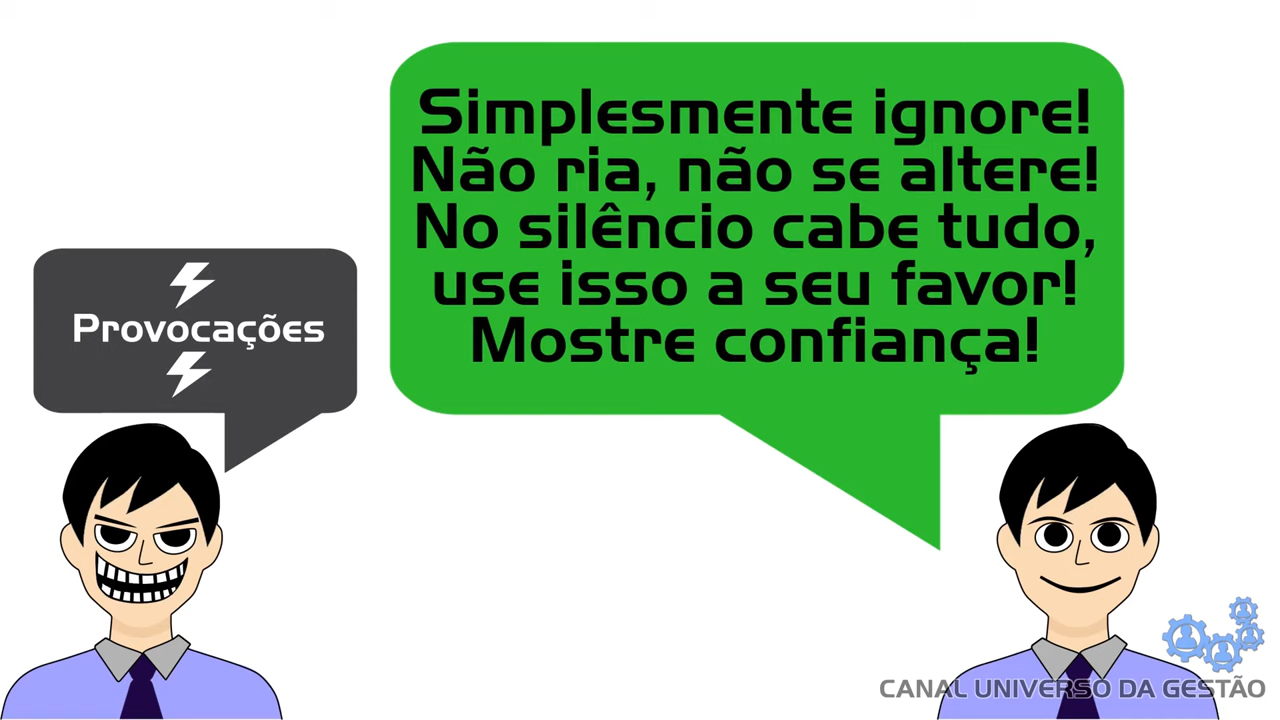 Simplesmente ignore!
Não ria, não se altere!
No silêncio cabe tudo,
use isso a seu favor!
Mostre confiança!
Provocações
CANAL UNIVERSO DA GESTÃO